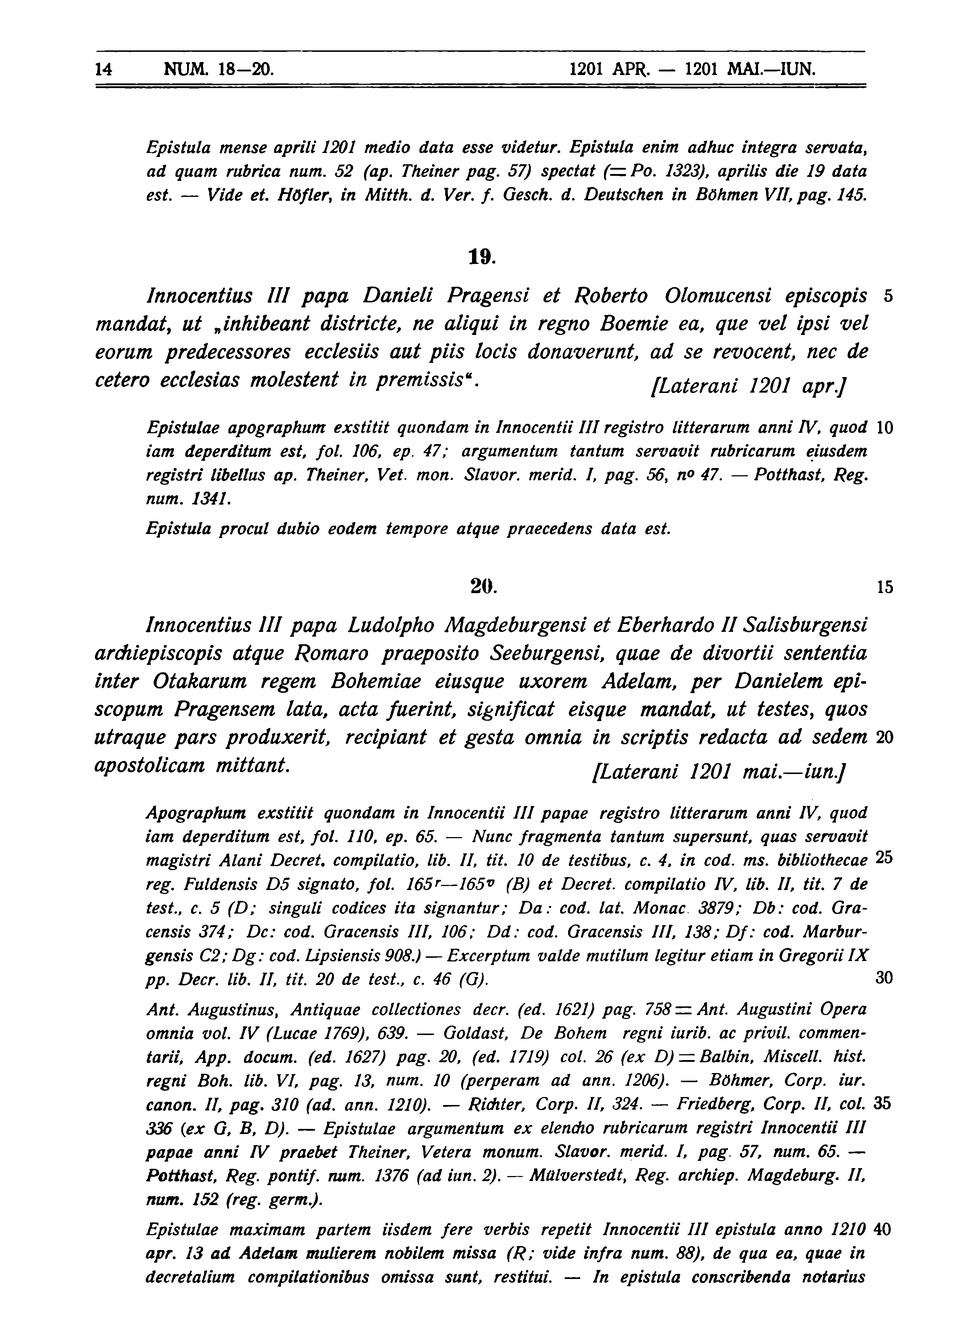 14 NUM. 18—20. 1201 APR. — 1201 MAI.—IUN.
Epistula mense aprili 1201 medio data esse videtur. Epistula enim adhuc integra servata,
ad quam rubrica num. 52 (ap. Theiner pag. 57) spectat (= Po. 1323), aprilis die 19 data
est. — Vide et. Höfler, in Mitth. d. Ver. f. Gesch. d. Deutschen in Böhmen VII, pag. 145.
19.
Innocentius III papa Danieli Pragensi et Roberto Olomucensi episcopis 5
mandat, ut „inhibeant districte, ne aliqui in regno Boemie ea, que vel ipsi vel
eorum predecessores ecclesiis aut piis locis donaverunt, ad se revocent, nec de
cetero ecclesias molestent in premissis“. [Laterani 1201 apr.]
Epistulae apographum exstitit quondam in Innocentii III registro litterarum anni IV, quod 10
iam deperditum est, fol. 106, ep. 47; argumentum tantum servavit rubricarum eiusdem
registri libellus ap. Theiner, Vet. mon. Slavor. merid. I, pag. 56, nº 47. — Potthast, Reg.
num. 1341.
Epistula procul dubio eodem tempore atque praecedens data est.
20. 15
Innocentius III papa Ludolpho Magdeburgensi et Eberhardo II Salisburgensi
archiepiscopis atque Romaro praeposito Seeburgensi, quae de divortii sententia
inter Otakarum regem Bohemiae eiusque uxorem Adelam, per Danielem epi-
scopum Pragensem lata, acta fuerint, significat eisque mandat, ut testes, quos
utraque pars produxerit, recipiant et gesta omnia in scriptis redacta ad sedem 20
apostolicam mittant. [Laterani 1201 mai.—iun.]
Apographum exstitit quondam in Innocentii III papae registro litterarum anni IV, quod
iam deperditum est, fol. 110, ep. 65. — Nunc fragmenta tantum supersunt, quas servavit
magistri Alani Decret. compilatio, lib. II, tit. 10 de testibus, c. 4, in cod. ms. bibliothecae 25
reg. Fuldensis D5 signato, fol. 165r—165v (B) et Decret. compilatio IV, lib. II, tit. 7 de
test., c. 5 (D; singuli codices ita signantur; Da: cod. lat. Monac. 3879; Db: cod. Gra-
censis 374; Dc: cod. Gracensis III, 106; Dd: cod. Gracensis III, 138; Df: cod. Marbur-
gensis C2; Dg: cod. Lipsiensis 908.) — Excerptum valde mutilum legitur etiam in Gregorii IX
pp. Decr. lib. II, tit. 20 de test., c. 46 (G). 30
Ant. Augustinus, Antiquae collectiones decr. (ed. 1621) pag. 758 = Ant. Augustini Opera
omnia vol. IV (Lucae 1769), 639. — Goldast, De Bohem regni iurib. ac privil. commen-
tarii, App. docum. (ed. 1627) pag. 20, (ed. 1719) col. 26 (ex D) = Balbin, Miscell. hist.
regni Boh. lib. VI, pag. 13, num. 10 (perperam ad ann. 1206). — Böhmer, Corp. iur.
canon. II, pag. 310 (ad. ann. 1210). — Richter, Corp. II, 324. — Friedberg, Corp. II, col. 35
336 (ex G, B, D). — Epistulae argumentum ex elencho rubricarum registri Innocentii III
papae anni IV praebet Theiner, Vetera monum. Slavor. merid. I, pag. 57, num. 65. —
Potthast, Reg. pontif. num. 1376 (ad iun. 2). — Mülverstedt, Reg. archiep. Magdeburg. II,
num. 152 (reg. germ.).
Epistulae maximam partem iisdem fere verbis repetit Innocentii III epistula anno 1210 40
apr. 13 ad Adelam mulierem nobilem missa (R; vide infra num. 88), de qua ea, quae in
decretalium compilationibus omissa sunt, restitui. — In epistula conscribenda notarius